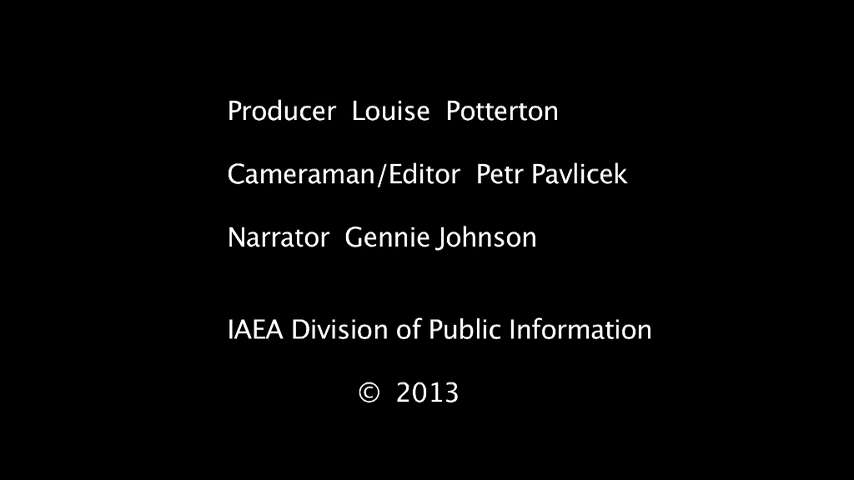 Producer Louise Potterton
Cameraman/Editor Petr Pavlicek
Narrator Gennie Johnson
IAEA Division of Public Information
© 2013